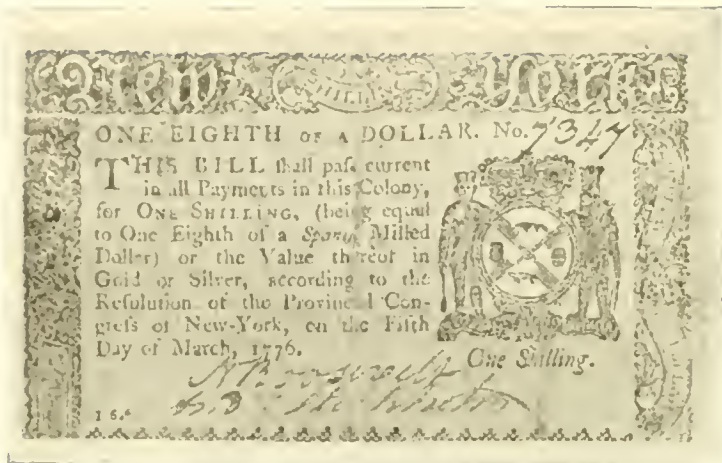 New York
SHILLING
ONE EIGHTH OF A DOLLAR. No. 7347
THIS BILL ſhall paſs current
in all Payments in this Colony,
for ONE SHILLING, (being equal
to One Eighth of a Spaniſh Milled
Dollar) or the Value thereof in
Gold or Silver, according to the
Reſolution of the Provincial Con-
greſs of New-York, on the Fifth
Day of March, 1776.
One Shilling.